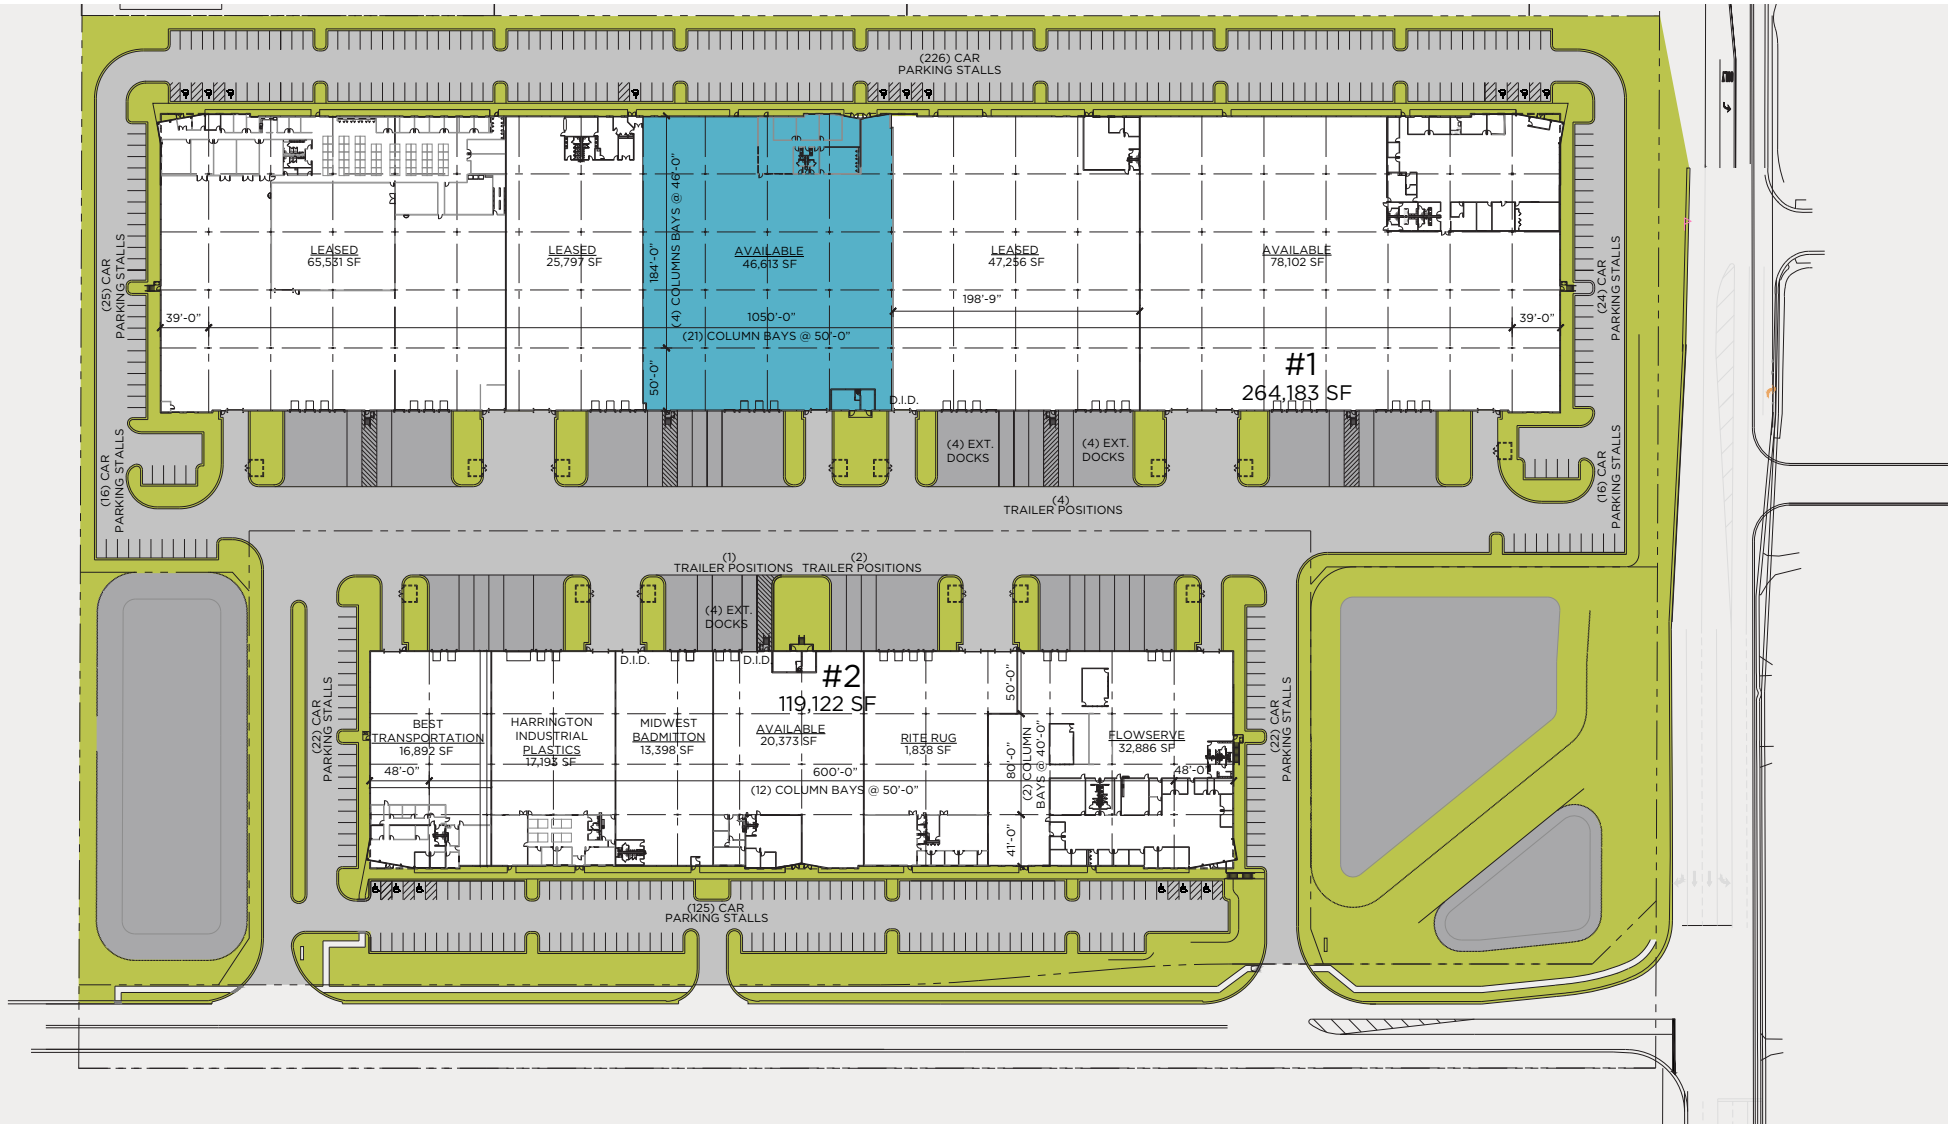 (226) CAR
PARKING STALLS
LEASED
65,531 SF
LEASED
25,797 SF
AVAILABLE
46,613 SF
LEASED
47,256 SF
AVAILABLE
78,102 SF
184'-0"
(4) COLUMNS BAYS @ 46'-0"
50'-0"
39'-0"
1050'-0"
(21) COLUMN BAYS @ 50'-0"
198'-9"
39'-0"
#1
264,183 SF
D.I.D.
(25) CAR
PARKING STALLS
(24) CAR
PARKING STALLS
(16) CAR
PARKING STALLS
(16) CAR
PARKING STALLS
(4) EXT.
DOCKS
(4) EXT.
DOCKS
(4)
TRAILER POSITIONS
(1)
TRAILER POSITIONS
(2)
TRAILER POSITIONS
(4) EXT.
DOCKS
D.I.D.
D.I.D.
#2
119,122 SF
(22) CAR
PARKING STALLS
(22) CAR
PARKING STALLS
BEST
TRANSPORTATION
16,892 SF
HARRINGTON
INDUSTRIAL
PLASTICS
17,193 SF
MIDWEST
BADMITTON
13,398 SF
AVAILABLE
20,373 SF
RITE RUG
1,838 SF
FLOWSERVE
32,886 SF
48'-0"
600'-0"
(12) COLUMN BAYS @ 50'-0"
50'-0"
80'-0"
(2) COLUMN
BAYS @ 40'-0"
41'-0"
48'-0"
(125) CAR
PARKING STALLS